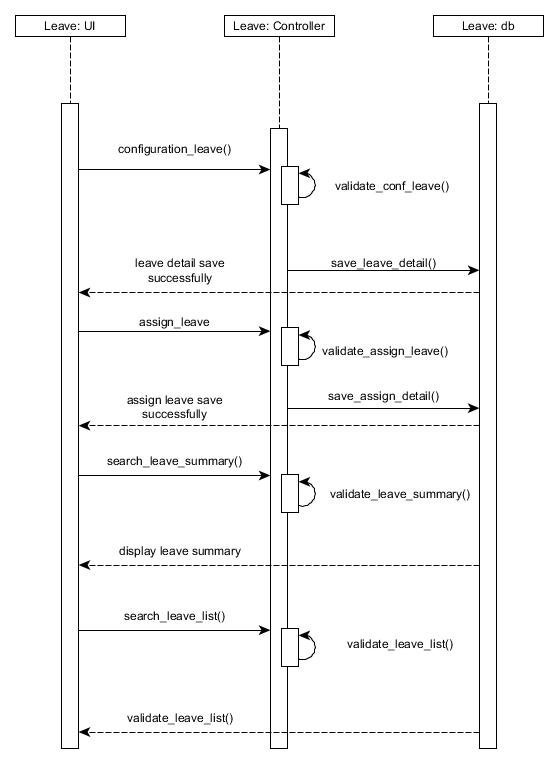 Leave: UI
Leave: Controller
Leave: db
configuration_leave()
validate_conf_leave()
leave detail save
successfully
save_leave_detail()
assign_leave
validate_assign_leave()
assign leave save
successfully
save_assign_detail()
search_leave_summary()
validate_leave_summary()
display leave summary
search_leave_list()
validate_leave_list()
validate_leave_list()